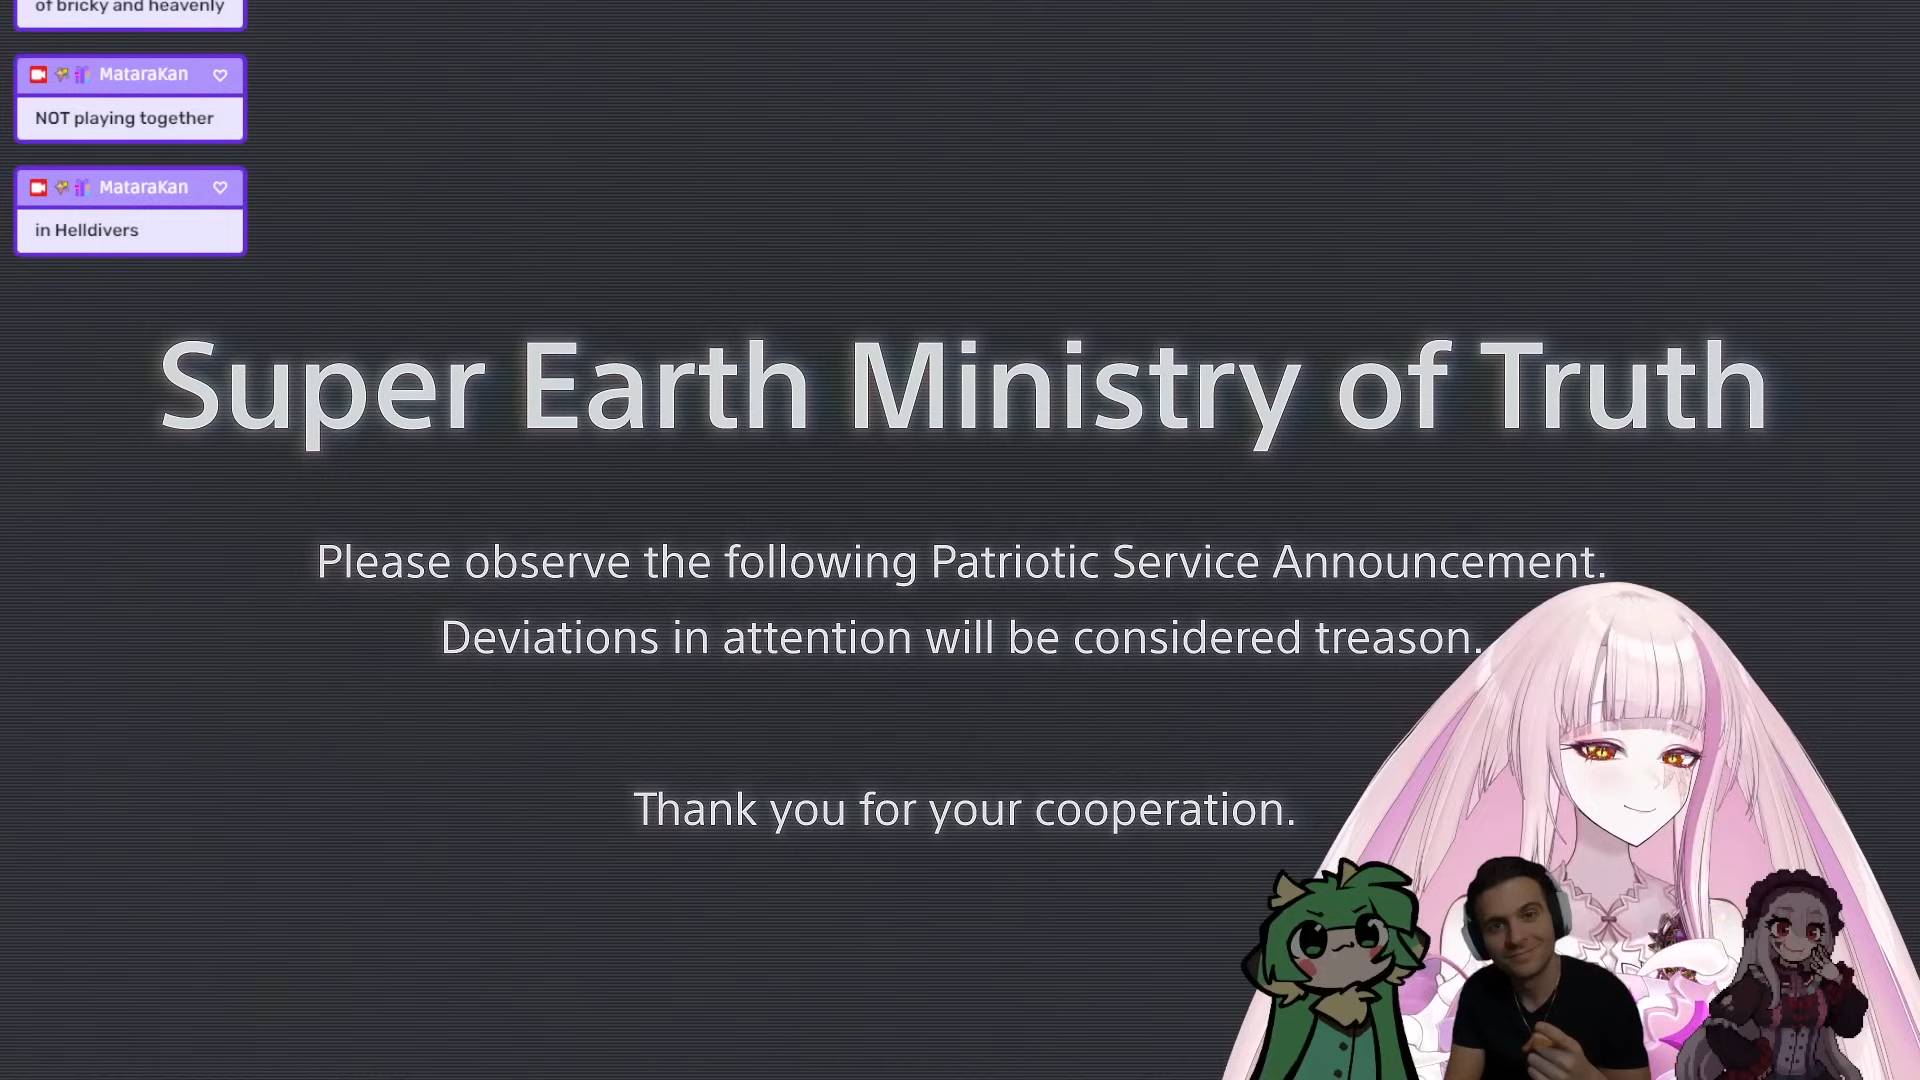 of bricky and heavenly
MataraKan
NOT playing together
MataraKan
in Helldivers
Super Earth Ministry of Truth
Please observe the following Patriotic Service Announcement.
Deviations in attention will be considered treason.
Thank you for your cooperation.